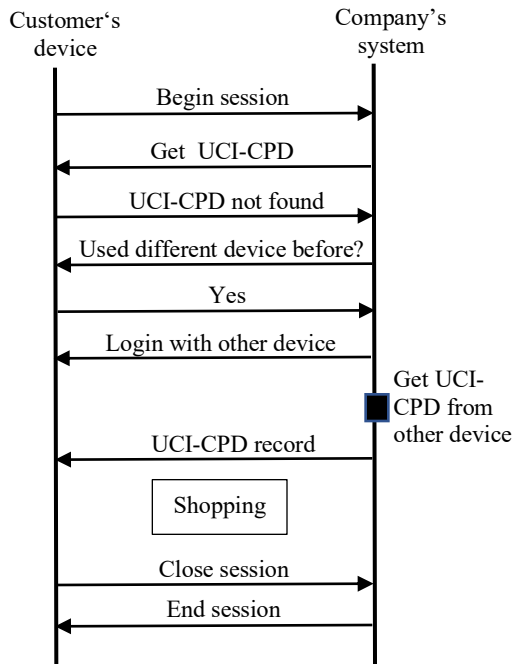 Customer‘s
device
Company’s
system
Begin session
Get UCI-CPD
UCI-CPD not found
Used different device before?
Yes
Login with other device
Get UCI-
CPD from
other device
UCI-CPD record
Shopping
Close session
End session